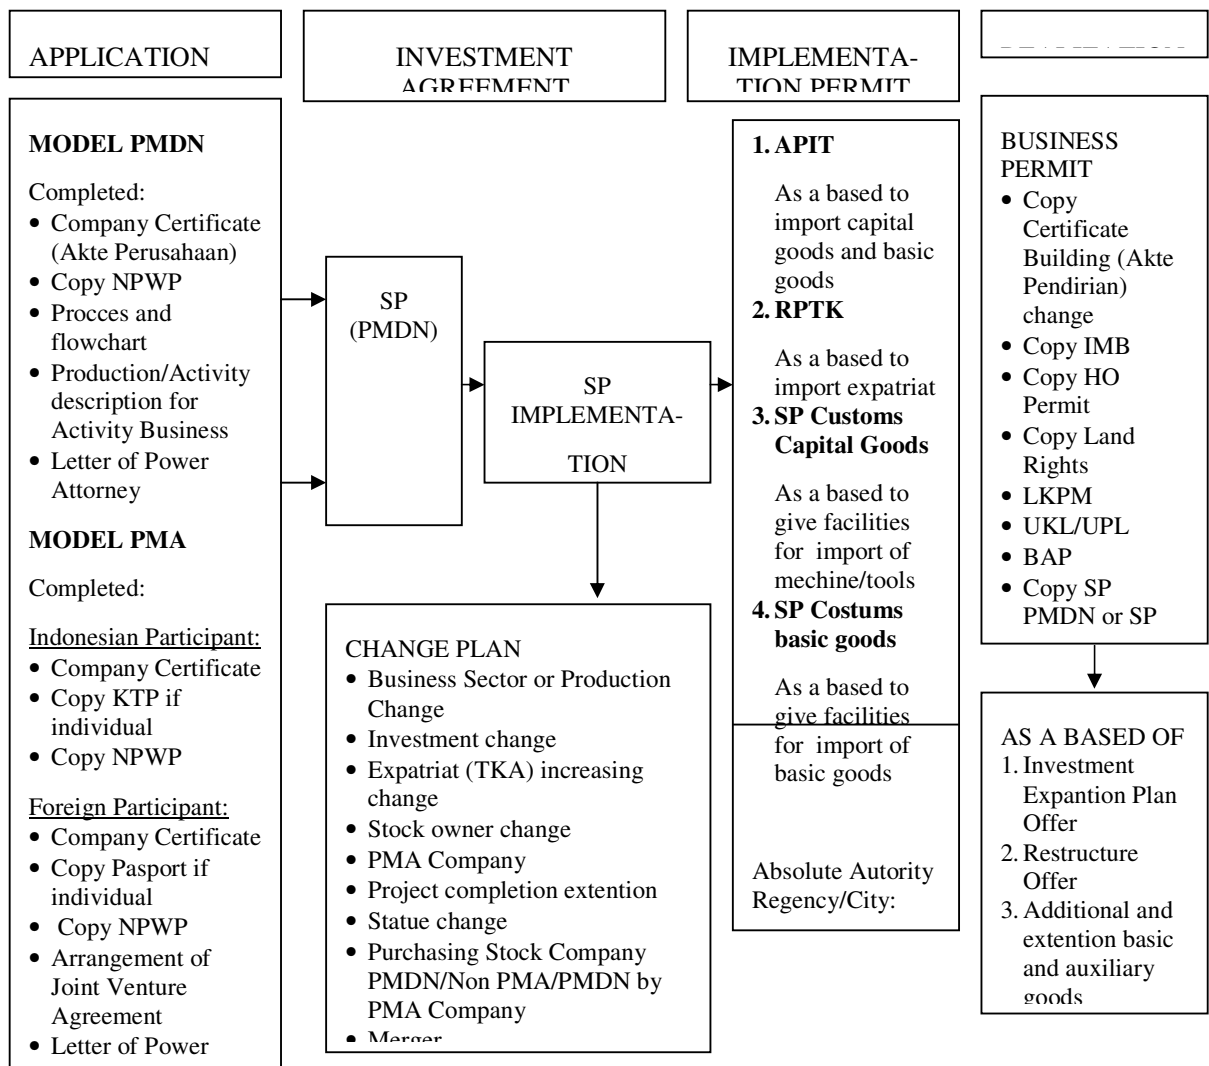 APPLICATION
INVESTMENT
AGREEMENT
IMPLEMENTA-
TION PERMIT
MODEL PMDN
Completed:
• Company Certificate
(Akte Perusahaan)
• Copy NPWP
• Procces and
flowchart
• Production/Activity
description for
Activity Business
• Letter of Power
Attorney
MODEL PMA
Completed:
Indonesian Participant:
• Company Certificate
• Copy KTP if
individual
• Copy NPWP
Foreign Participant:
• Company Certificate
• Copy Pasport if
individual
• Copy NPWP
• Arrangement of
Joint Venture
Agreement
• Letter of Power
SP
(PMDN)
SP
IMPLEMENTA-
TION
CHANGE PLAN
• Business Sector or Production
Change
• Investment change
• Expatriat (TKA) increasing
change
• Stock owner change
• PMA Company
• Project completion extention
• Statue change
• Purchasing Stock Company
PMDN/Non PMA/PMDN by
PMA Company
• Merger
1. APIT
As a based to
import capital
goods and basic
goods
2. RPTK
As a based to
import expatriat
3. SP Customs
Capital Goods
As a based to
give facilities
for import of
mechine/tools
4. SP Costums
basic goods
As a based to
give facilities
for import of
basic goods
Absolute Autority
Regency/City:
BUSINESS
PERMIT
• Copy
Certificate
Building (Akte
Pendirian)
change
• Copy IMB
• Copy HO
Permit
• Copy Land
Rights
• LKPM
• UKL/UPL
• BAP
• Copy SP
PMDN or SP
AS A BASED OF
1. Investment
Expantion Plan
Offer
2. Restructure
Offer
3. Additional and
extention basic
and auxiliary
goods